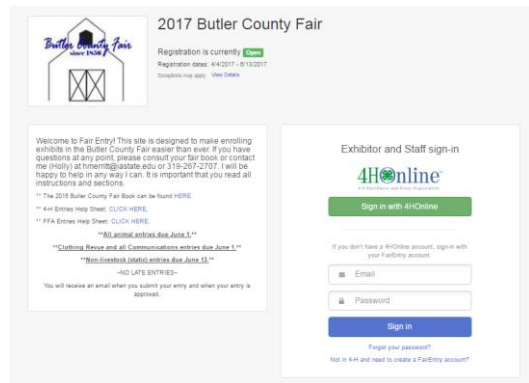 Butler County Fair
since 1856
2017 Butler County Fair
Registration is currently Open
Registration dates: 4/4/2017 - 6/13/2017
Exceptions may apply. View Details
Welcome to Fair Entry! This site is designed to make enrolling
exhibits in the Butler County Fair easier than ever. If you have
questions at any point, please consult your fair book or contact
me (Holly) at hmerritt@iastate.edu or 319-267-2707. I will be
happy to help in any way I can. It is important that you read all
instructions and sections.
** The 2016 Butler County Fair Book can be found HERE.
** 4-H Entries Help Sheet: CLICK HERE.
** FFA Entries Help Sheet: CLICK HERE.
**All animal entries due June 1.**
**Clothing Revue and all Communications entries due June 1.**
**Non-livestock (static) entries due June 13.**
~NO LATE ENTRIES~
You will receive an email when you submit your entry and when your entry is
approved.
Exhibitor and Staff sign-in
4HOnline
4-H Enrollment and Event Registration
Sign in with 4HOnline
If you don't have a 4HOnline account, sign-in with
your FairEntry account
Email
Password
Sign in
Forgot your password?
Not in 4-H and need to create a FairEntry account?